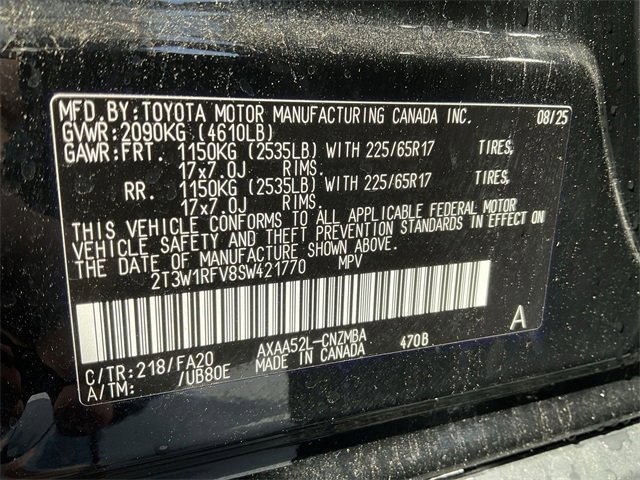 MFD.BY:TOYOTA MOTOR MANUFACTURING CANADA INC. 08/25
GVWR:2090KG (4610LB)
GAWR:FRT. 1150KG (2535LB) WITH 225/65R17 TIRES,
17x7.0J RIMS.
RR. 1150KG (2535LB) WITH 225/65R17 TIRES,
17x7.0J RIMS.
THIS VEHICLE CONFORMS TO ALL APPLICABLE FEDERAL MOTOR
VEHICLE SAFETY AND THEFT PREVENTION STANDARDS IN EFFECT ON
THE DATE OF MANUFACTURE SHOWN ABOVE.
2T3W1RFV8SW421770 MPV
A
C/TR:218/FA20 AXAA52L-CNZMBA 470B
A/TM: /UB80E MADE IN CANADA